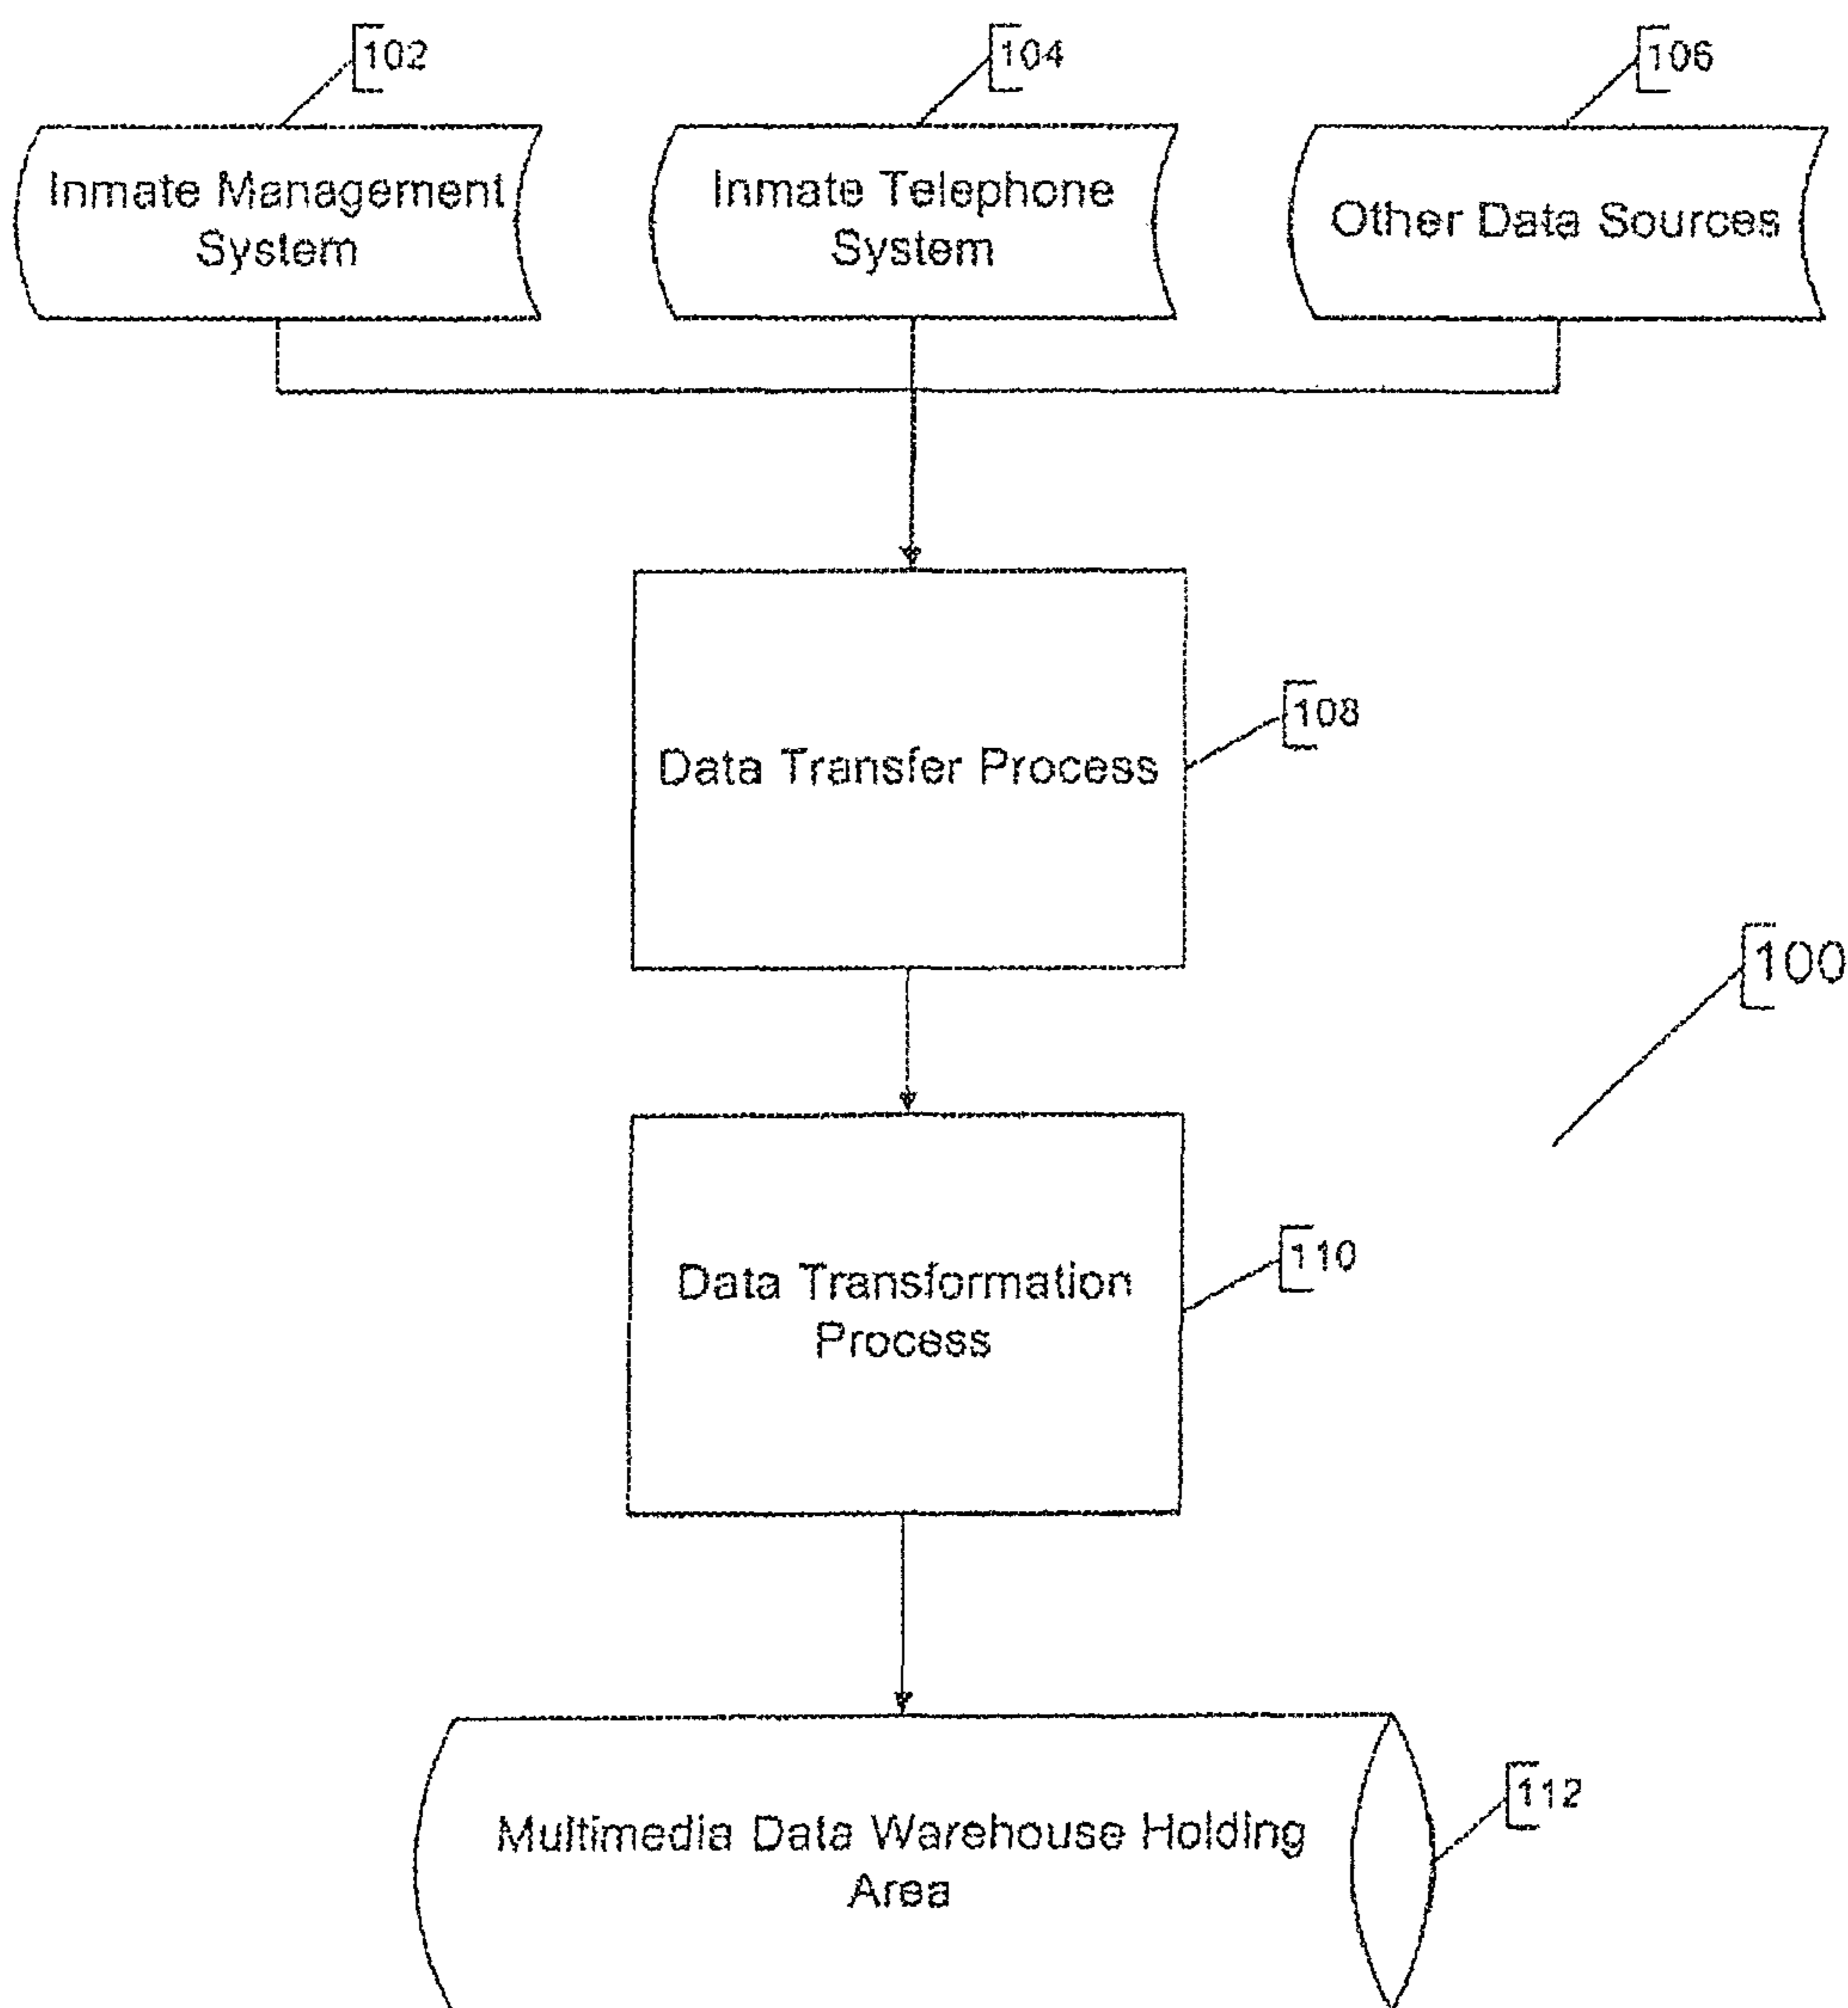 102
104
106
Inmate Management
System
Inmate Telephone
System
Other Data Sources
Data Transfer Process
108
100
Data Transformation
Process
110
Multimedia Data Warehouse Holding
Area
112